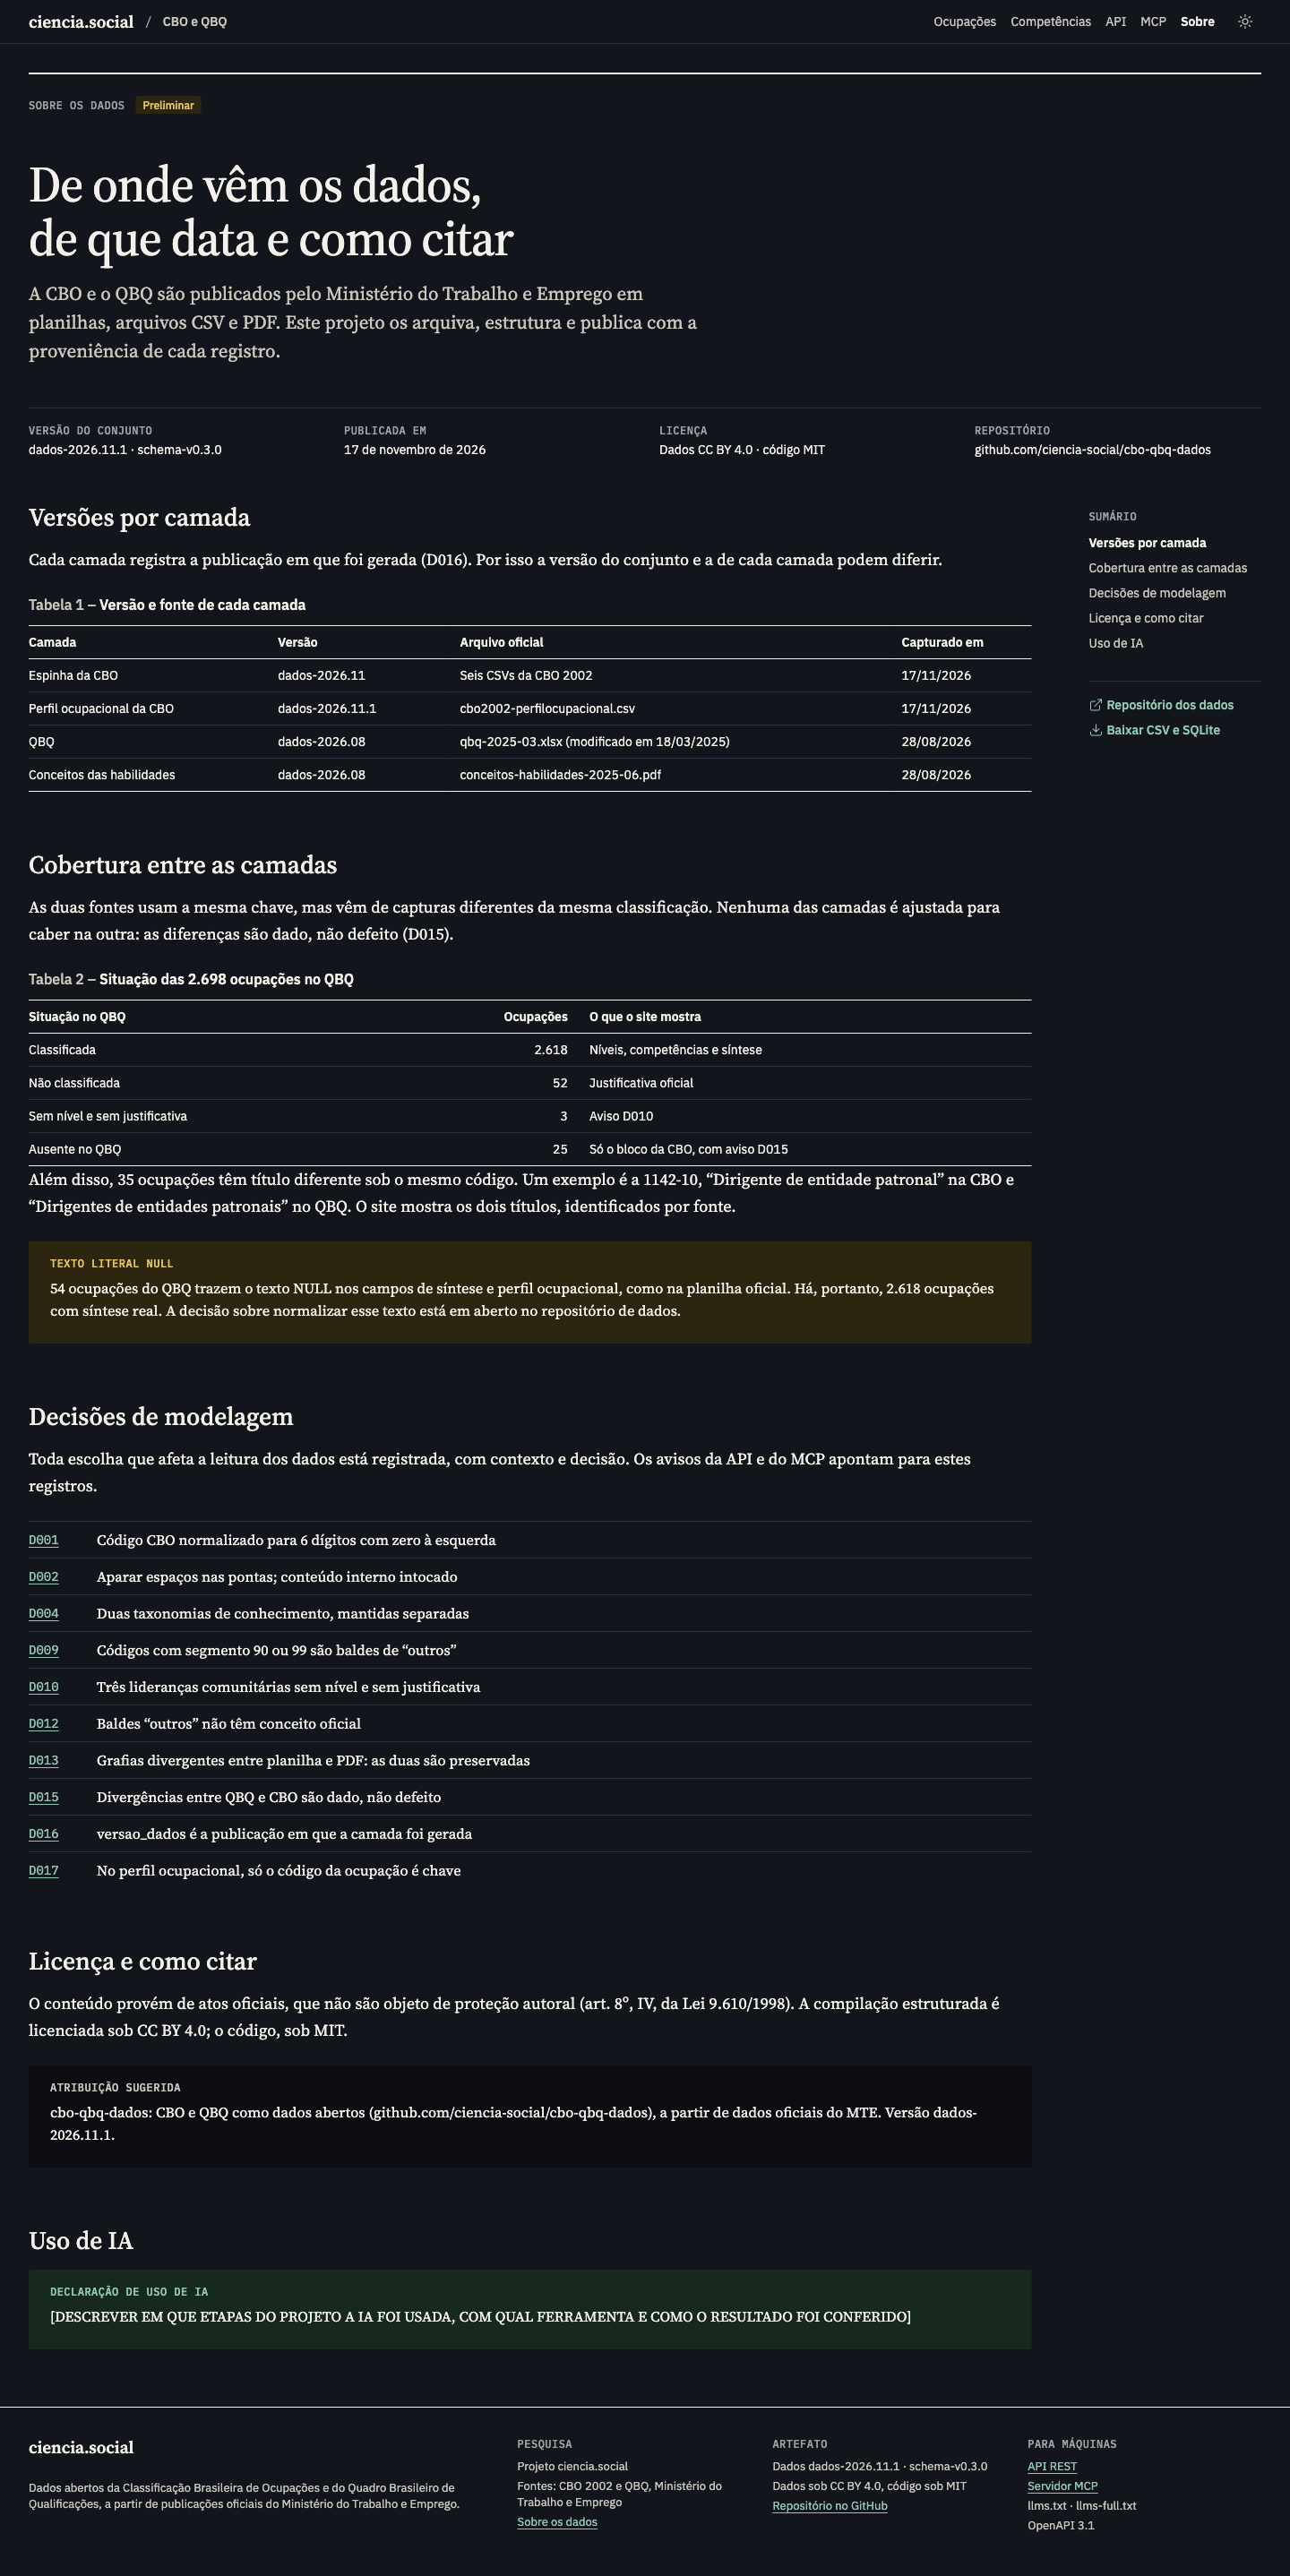 ciencia.social / CBO e QBQ
Ocupações Competências API MCP Sobre
SOBRE OS DADOS Preliminar
De onde vêm os dados,
de que data e como citar
A CBO e o QBQ são publicados pelo Ministério do Trabalho e Emprego em
planilhas, arquivos CSV e PDF. Este projeto os arquiva, estrutura e publica com a
proveniência de cada registro.
VERSÃO DO CONJUNTO
dados-2026.11.1 · schema-v0.3.0
PUBLICADA EM
17 de novembro de 2026
LICENÇA
Dados CC BY 4.0 · código MIT
REPOSITÓRIO
github.com/ciencia-social/cbo-qbq-dados
Versões por camada
Cada camada registra a publicação em que foi gerada (D016). Por isso a versão do conjunto e a de cada camada podem diferir.
Tabela 1 – Versão e fonte de cada camada
Camada Versão Arquivo oficial Capturado em
Espinha da CBO dados-2026.11 Seis CSVs da CBO 2002 17/11/2026
Perfil ocupacional da CBO dados-2026.11.1 cbo2002-perfilocupacional.csv 17/11/2026
QBQ dados-2026.08 qbq-2025-03.xlsx (modificado em 18/03/2025) 28/08/2026
Conceitos das habilidades dados-2026.08 conceitos-habilidades-2025-06.pdf 28/08/2026
SUMÁRIO
Versões por camada
Cobertura entre as camadas
Decisões de modelagem
Licença e como citar
Uso de IA
Repositório dos dados
Baixar CSV e SQLite
Cobertura entre as camadas
As duas fontes usam a mesma chave, mas vêm de capturas diferentes da mesma classificação. Nenhuma das camadas é ajustada para
caber na outra: as diferenças são dado, não defeito (D015).
Tabela 2 – Situação das 2.698 ocupações no QBQ
Situação no QBQ Ocupações O que o site mostra
Classificada 2.618 Níveis, competências e síntese
Não classificada 52 Justificativa oficial
Sem nível e sem justificativa 3 Aviso D010
Ausente no QBQ 25 Só o bloco da CBO, com aviso D015
Além disso, 35 ocupações têm título diferente sob o mesmo código. Um exemplo é a 1142-10, “Dirigente de entidade patronal” na CBO e
“Dirigentes de entidades patronais” no QBQ. O site mostra os dois títulos, identificados por fonte.
TEXTO LITERAL NULL
54 ocupações do QBQ trazem o texto NULL nos campos de síntese e perfil ocupacional, como na planilha oficial. Há, portanto, 2.618 ocupações
com síntese real. A decisão sobre normalizar esse texto está em aberto no repositório de dados.
Decisões de modelagem
Toda escolha que afeta a leitura dos dados está registrada, com contexto e decisão. Os avisos da API e do MCP apontam para estes
registros.
D001 Código CBO normalizado para 6 dígitos com zero à esquerda
D002 Aparar espaços nas pontas; conteúdo interno intocado
D004 Duas taxonomias de conhecimento, mantidas separadas
D009 Códigos com segmento 90 ou 99 são baldes de “outros”
D010 Três lideranças comunitárias sem nível e sem justificativa
D012 Baldes “outros” não têm conceito oficial
D013 Grafias divergentes entre planilha e PDF: as duas são preservadas
D015 Divergências entre QBQ e CBO são dado, não defeito
D016 versao_dados é a publicação em que a camada foi gerada
D017 No perfil ocupacional, só o código da ocupação é chave
Licença e como citar
O conteúdo provém de atos oficiais, que não são objeto de proteção autoral (art. 8º, IV, da Lei 9.610/1998). A compilação estruturada é
licenciada sob CC BY 4.0; o código, sob MIT.
ATRIBUIÇÃO SUGERIDA
cbo-qbq-dados: CBO e QBQ como dados abertos (github.com/ciencia-social/cbo-qbq-dados), a partir de dados oficiais do MTE. Versão dados-
2026.11.1.
Uso de IA
DECLARAÇÃO DE USO DE IA
[DESCREVER EM QUE ETAPAS DO PROJETO A IA FOI USADA, COM QUAL FERRAMENTA E COMO O RESULTADO FOI CONFERIDO]
ciencia.social
Dados abertos da Classificação Brasileira de Ocupações e do Quadro Brasileiro de
Qualificações, a partir de publicações oficiais do Ministério do Trabalho e Emprego.
PESQUISA
Projeto ciencia.social
Fontes: CBO 2002 e QBQ, Ministério do
Trabalho e Emprego
Sobre os dados
ARTEFATO
Dados dados-2026.11.1 · schema-v0.3.0
Dados sob CC BY 4.0, código sob MIT
Repositório no GitHub
PARA MÁQUINAS
API REST
Servidor MCP
llms.txt · llms-full.txt
OpenAPI 3.1